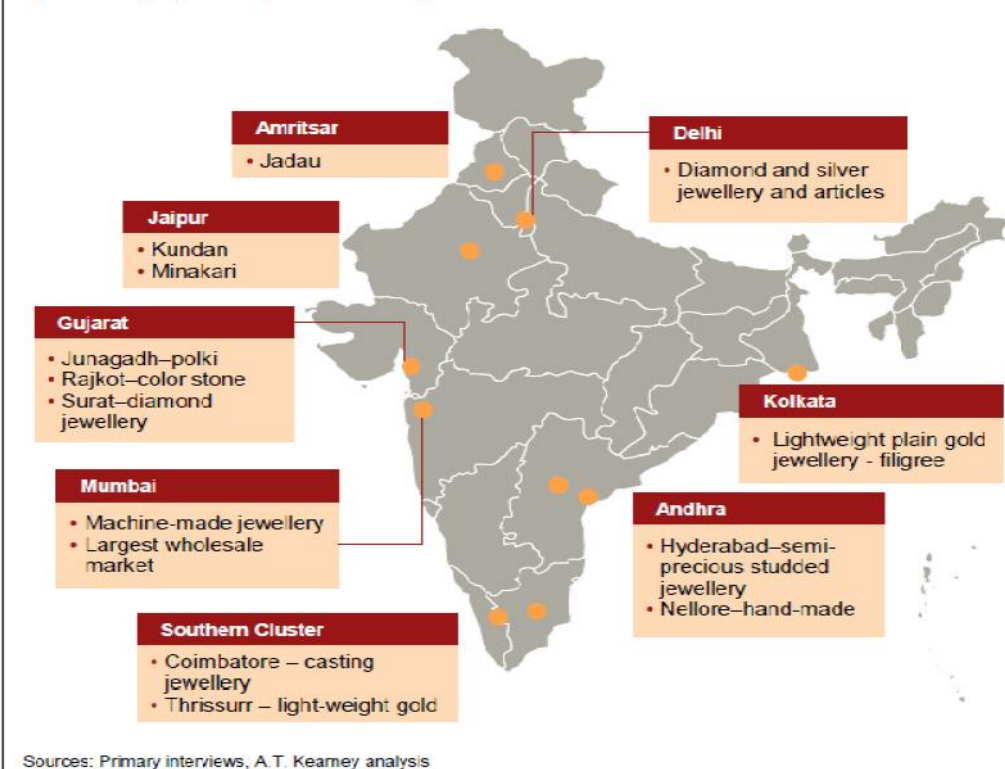 Amritsar
• Jadau
Delhi
• Diamond and silver
jewellery and articles
Jaipur
• Kundan
• Minakari
Gujarat
• Junagadh–polki
• Rajkot–color stone
• Surat–diamond
jewellery
Kolkata
• Lightweight plain gold
jewellery - filigree
Mumbai
• Machine-made jewellery
• Largest wholesale
market
Andhra
• Hyderabad–semi-
precious studded
jewellery
• Nellore–hand-made
Southern Cluster
• Coimbatore – casting
jewellery
• Thrissurr – light-weight gold
Sources: Primary interviews, A.T. Kearney analysis